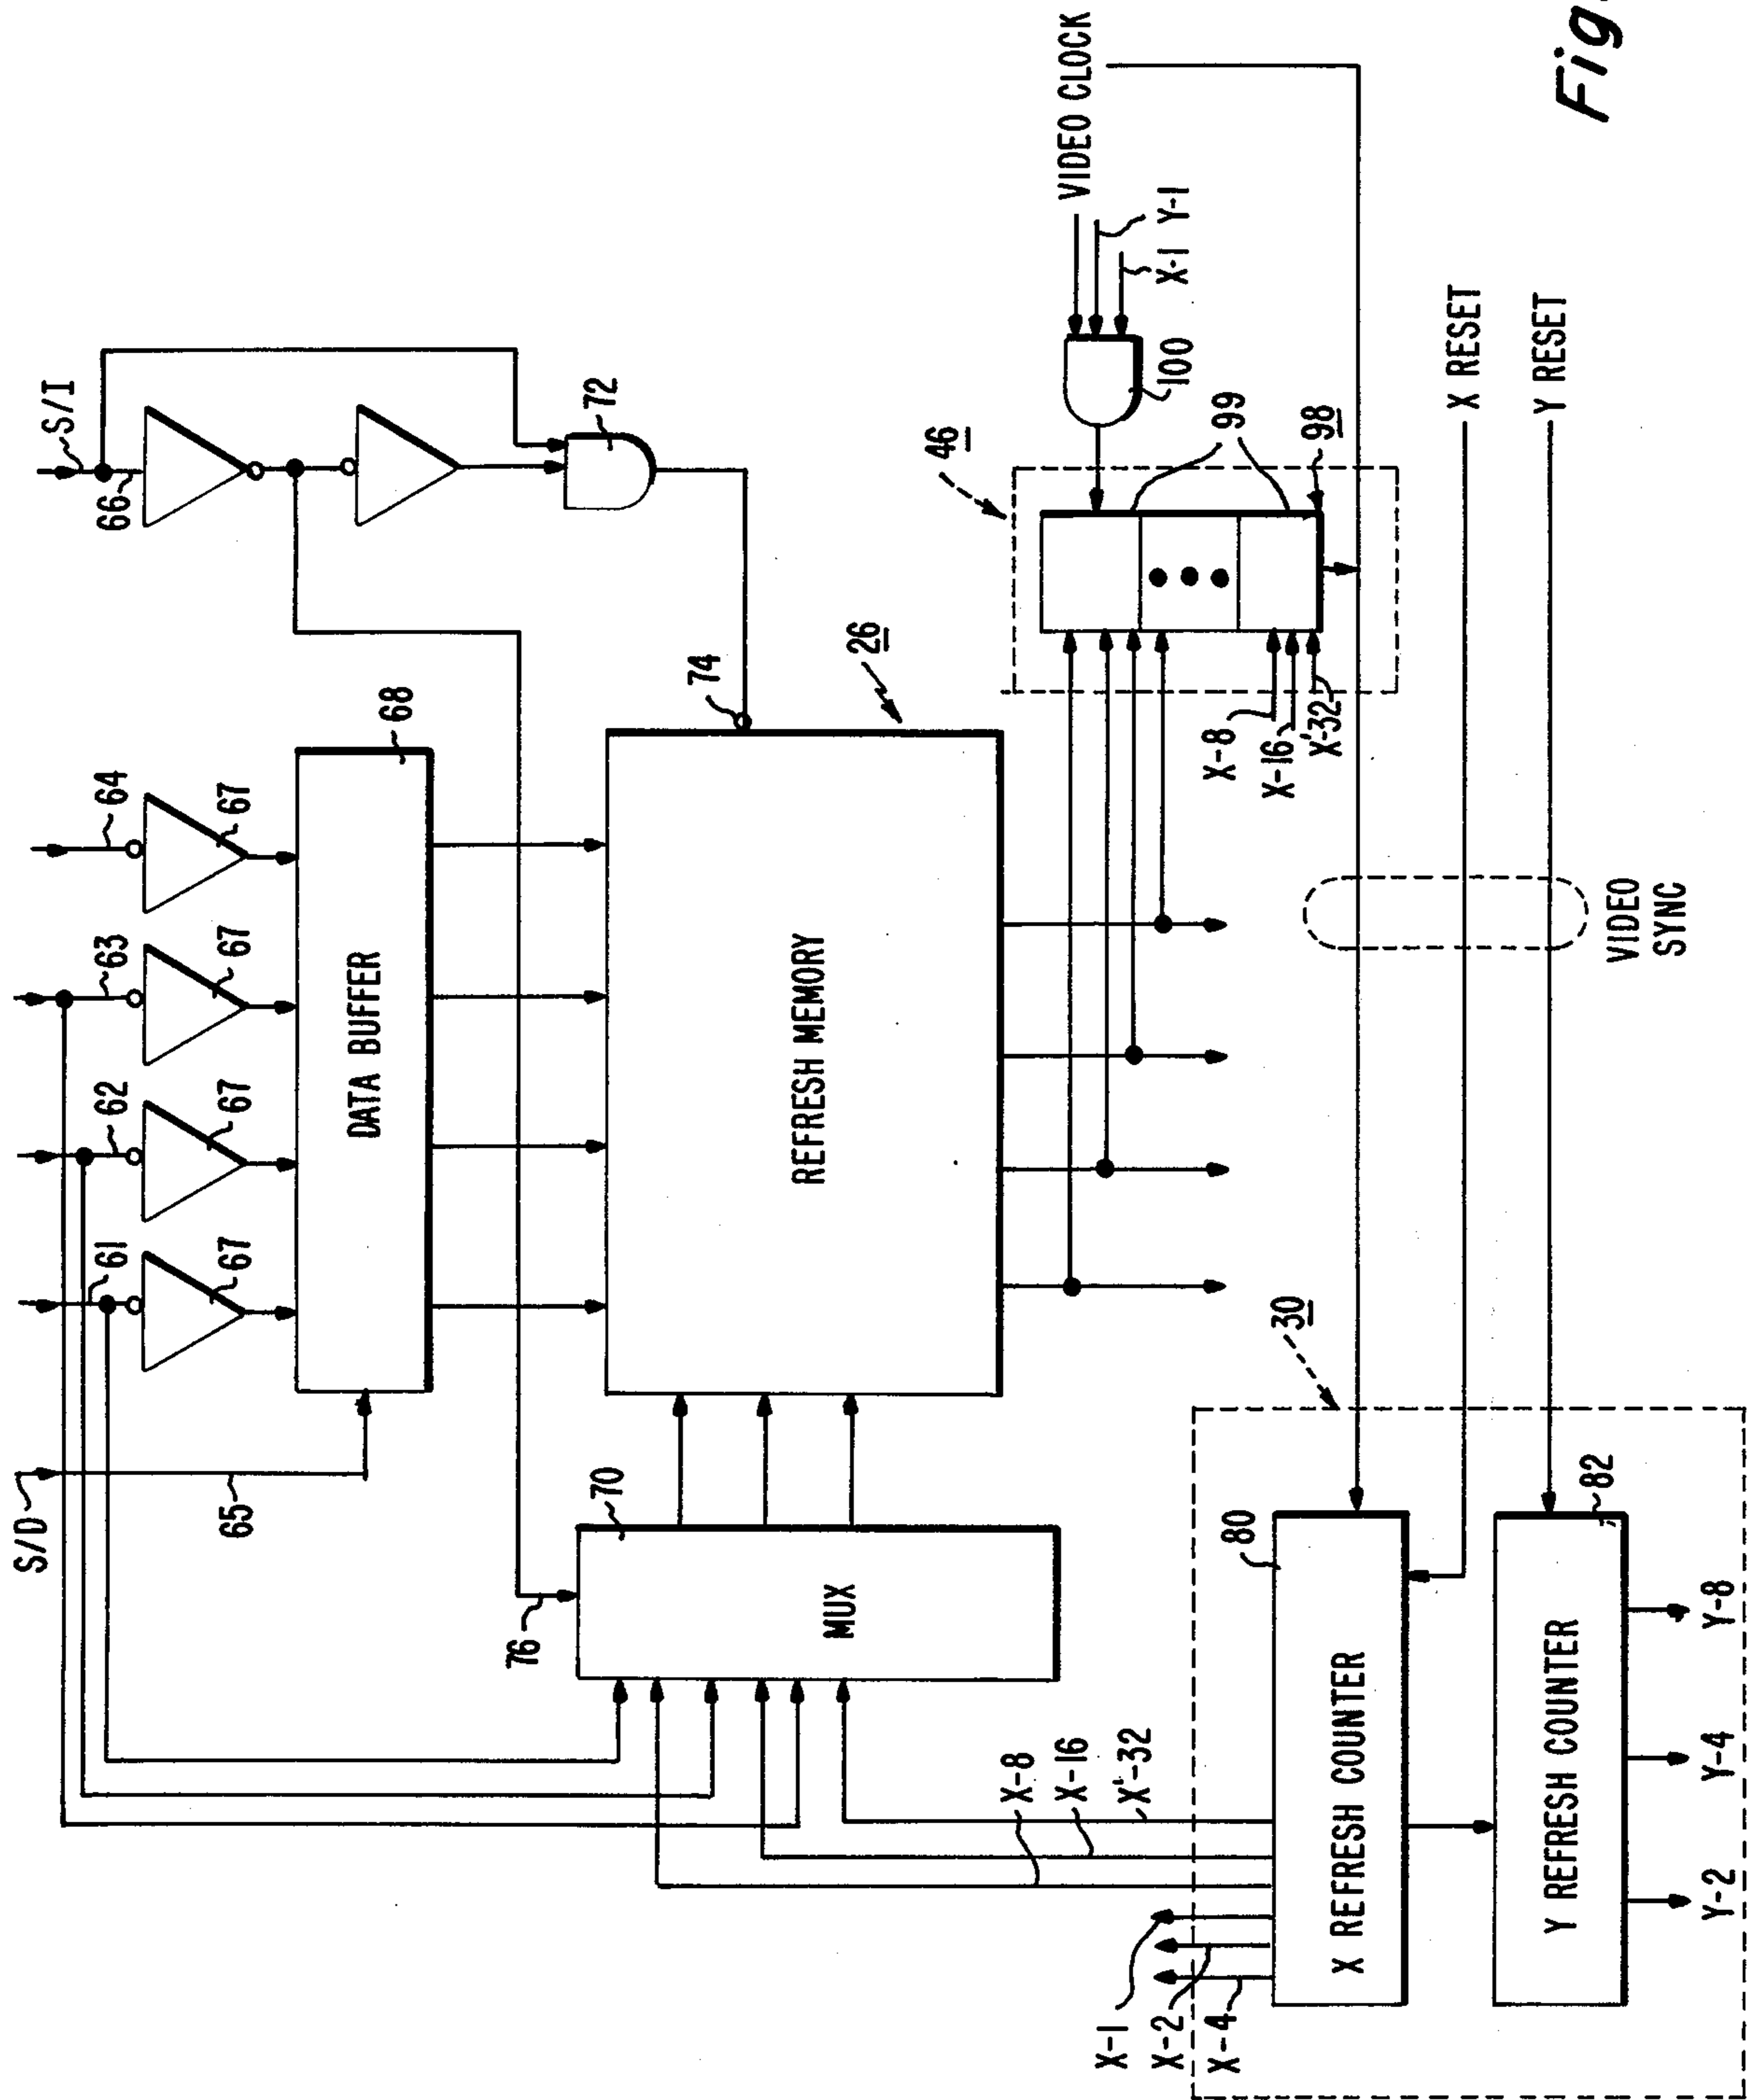 S/D
61
62
63
64
S/I
66
67
67
67
67
65
68
DATA BUFFER
72
74
76
70
MUX
REFRESH MEMORY
26
46
VIDEO CLOCK
X-1 Y-1
100
99
98
X-8
X-16
X'-32
X-8
X-16
X'-32
X-1
X-2
X-4
30
80
X REFRESH COUNTER
82
Y REFRESH COUNTER
Y-2
Y-4
Y-8
VIDEO
SYNC
X RESET
Y RESET
Fig.